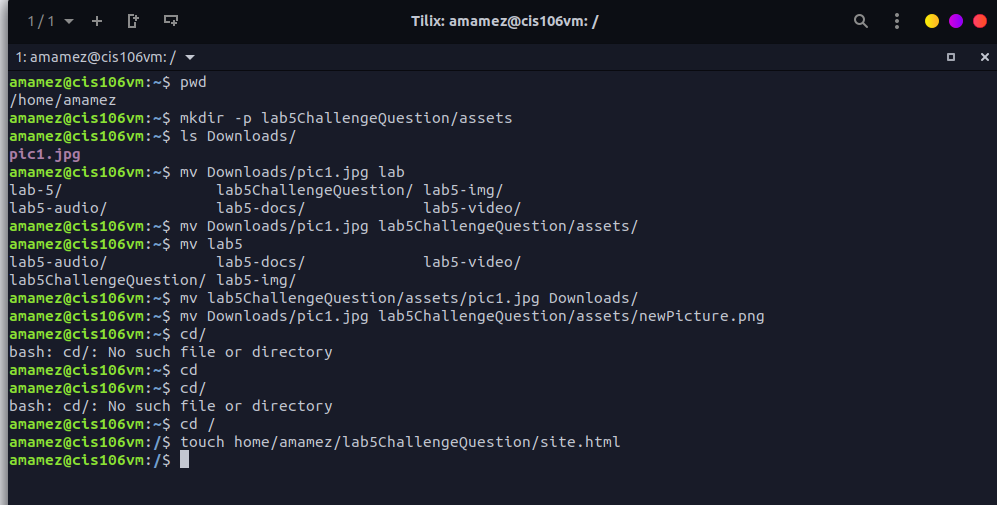 1 / 1
Tilix: amamez@cis106vm: /
1: amamez@cis106vm: /
amamez@cis106vm:~$ pwd
/home/amamez
amamez@cis106vm:~$ mkdir -p lab5ChallengeQuestion/assets
amamez@cis106vm:~$ ls Downloads/
pic1.jpg
amamez@cis106vm:~$ mv Downloads/pic1.jpg lab
lab-5/                 lab5ChallengeQuestion/ lab5-img/
lab5-audio/            lab5-docs/             lab5-video/
amamez@cis106vm:~$ mv Downloads/pic1.jpg lab5ChallengeQuestion/assets/
amamez@cis106vm:~$ mv lab5
lab5-audio/            lab5-docs/             lab5-video/
lab5ChallengeQuestion/ lab5-img/
amamez@cis106vm:~$ mv lab5ChallengeQuestion/assets/pic1.jpg Downloads/
amamez@cis106vm:~$ mv Downloads/pic1.jpg lab5ChallengeQuestion/assets/newPicture.png
amamez@cis106vm:~$ cd/
bash: cd/: No such file or directory
amamez@cis106vm:~$ cd
amamez@cis106vm:~$ cd/
bash: cd/: No such file or directory
amamez@cis106vm:~$ cd /
amamez@cis106vm:/$ touch home/amamez/lab5ChallengeQuestion/site.html
amamez@cis106vm:/$